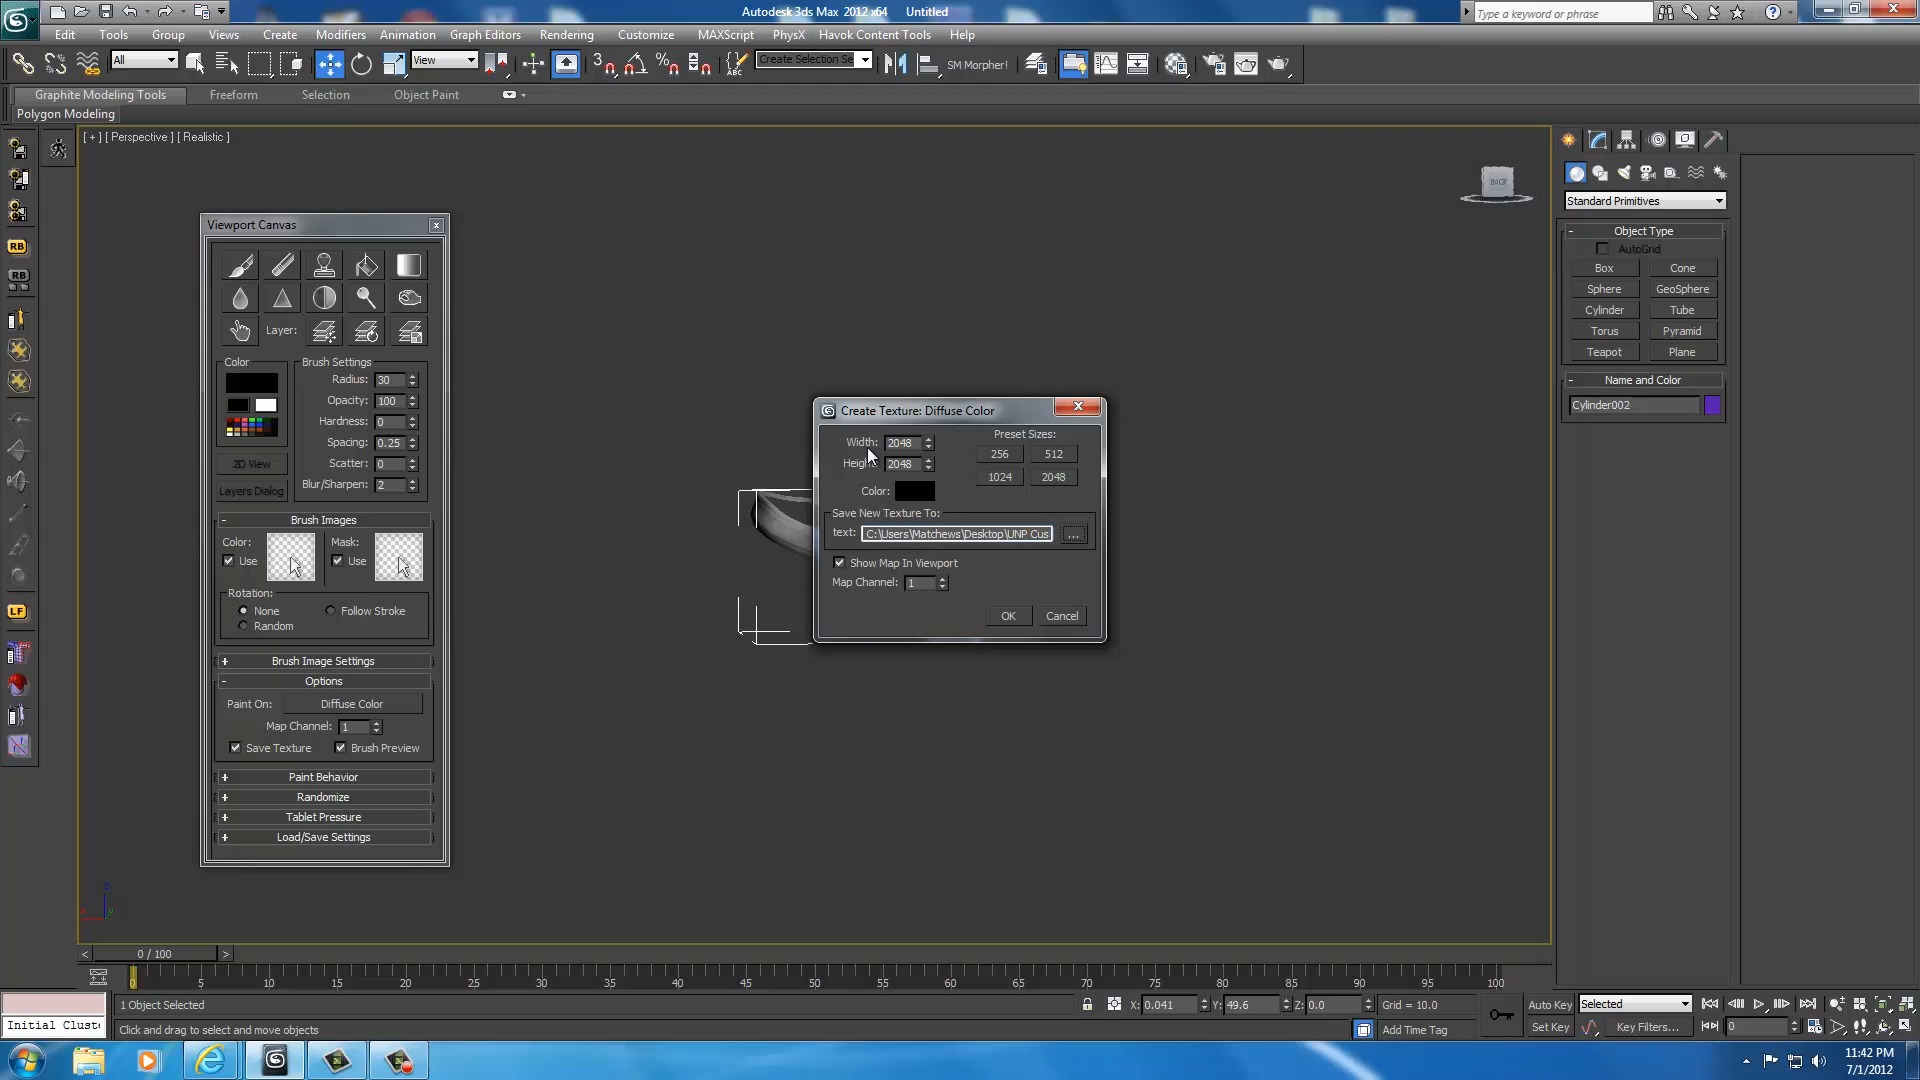 Autodesk 3ds Max 2012 x64 Untitled
Type a keyword or phrase
Edit Tools Group Views Create Modifiers Animation Graph Editors Rendering Customize MAXScript PhysX Havok Content Tools Help
All View Create Selection Se SM Morpher!
Graphite Modeling Tools Freeform Selection Object Paint
Polygon Modeling
[ + ] [ Perspective ] [ Realistic ]
RB
RB
LF
Viewport Canvas
Layer:
Color
2D View
Layers Dialog
Brush Settings
Radius: 30
Opacity: 100
Hardness: 0
Spacing: 0.25
Scatter: 0
Blur/Sharpen: 2
- Brush Images
Color: Mask:
Use Use
Rotation:
None Follow Stroke
Random
+ Brush Image Settings
- Options
Paint On: Diffuse Color
Map Channel: 1
Save Texture Brush Preview
+ Paint Behavior
+ Randomize
+ Tablet Pressure
+ Load/Save Settings
Create Texture: Diffuse Color
Width: 2048
Height: 2048
Preset Sizes:
256 512
1024 2048
Color:
Save New Texture To:
text: C:\Users\Matchews\Desktop\UNP Cus ...
Show Map In Viewport
Map Channel: 1
OK Cancel
Standard Primitives
- Object Type
AutoGrid
Box Cone
Sphere GeoSphere
Cylinder Tube
Torus Pyramid
Teapot Plane
- Name and Color
Cylinder002
< 0 / 100 >
0 5 10 15 20 25 30 35 40 45 50 55 60 65 70 75 80 85 90 95 100
1 Object Selected
X: 0.041 Y: 49.6 Z: 0.0 Grid = 10.0
Auto Key Selected
Initial Cluste
Click and drag to select and move objects
Add Time Tag
Set Key Key Filters... 0
11:42 PM
7/1/2012